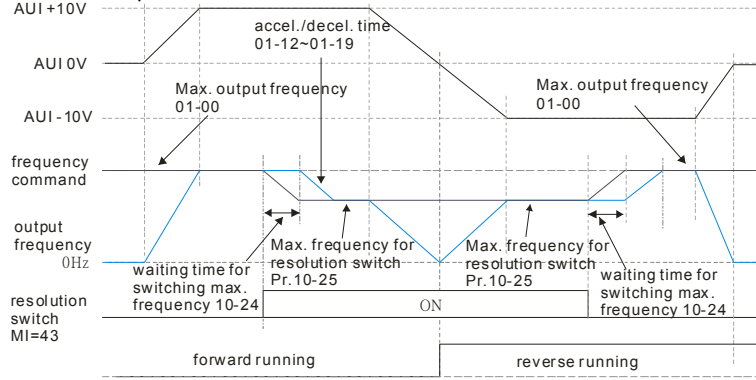 AUI +10V
accel./decel. time
01-12~01-19
AUI 0V
Max. output frequency
01-00
Max. output frequency
01-00
AUI - 10V
frequency
command
output
frequency
0Hz
Max. frequency for
resolution switch
Pr.10-25
Max. frequency for
resolution switch
Pr.10-25
waiting time for
switching max.
frequency 10-24
waiting time for
switching max.
frequency 10-24
resolution
switch
MI=43
ON
forward running
reverse running